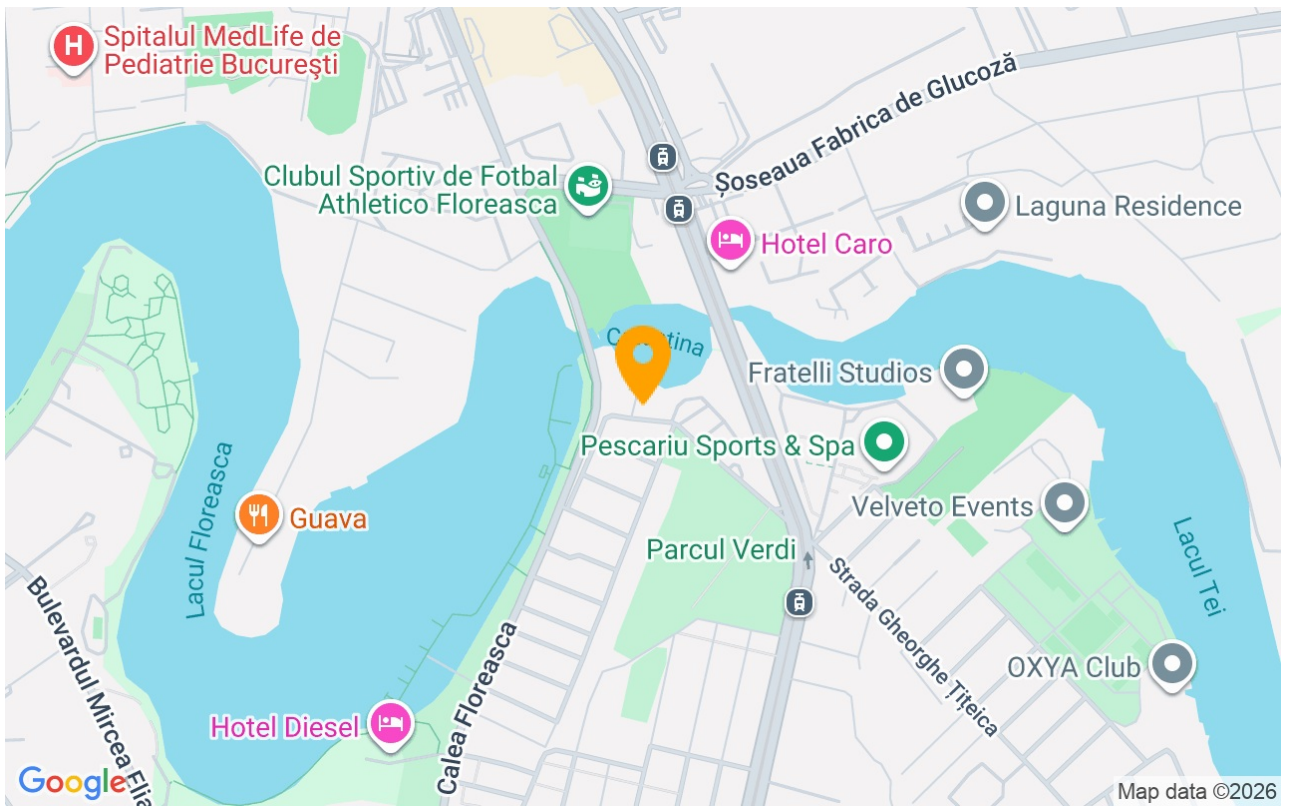 Spitalul MedLife de
Pediatrie Bucureşti
H
Șoseaua Fabrica de Glucoză
Clubul Sportiv de Fotbal
Athletico Floreasca
Laguna Residence
Hotel Caro
Fratelli Studios
Pescariu Sports & Spa
Lacul Floreasca
Guava
Velveto Events
Parcul Verdi
Lacul Tei
Strada Gheorghe Țițeica
Bulevardul Mircea Elia
OXYA Club
Calea Floreasca
Hotel Diesel
Google
Map data ©2026